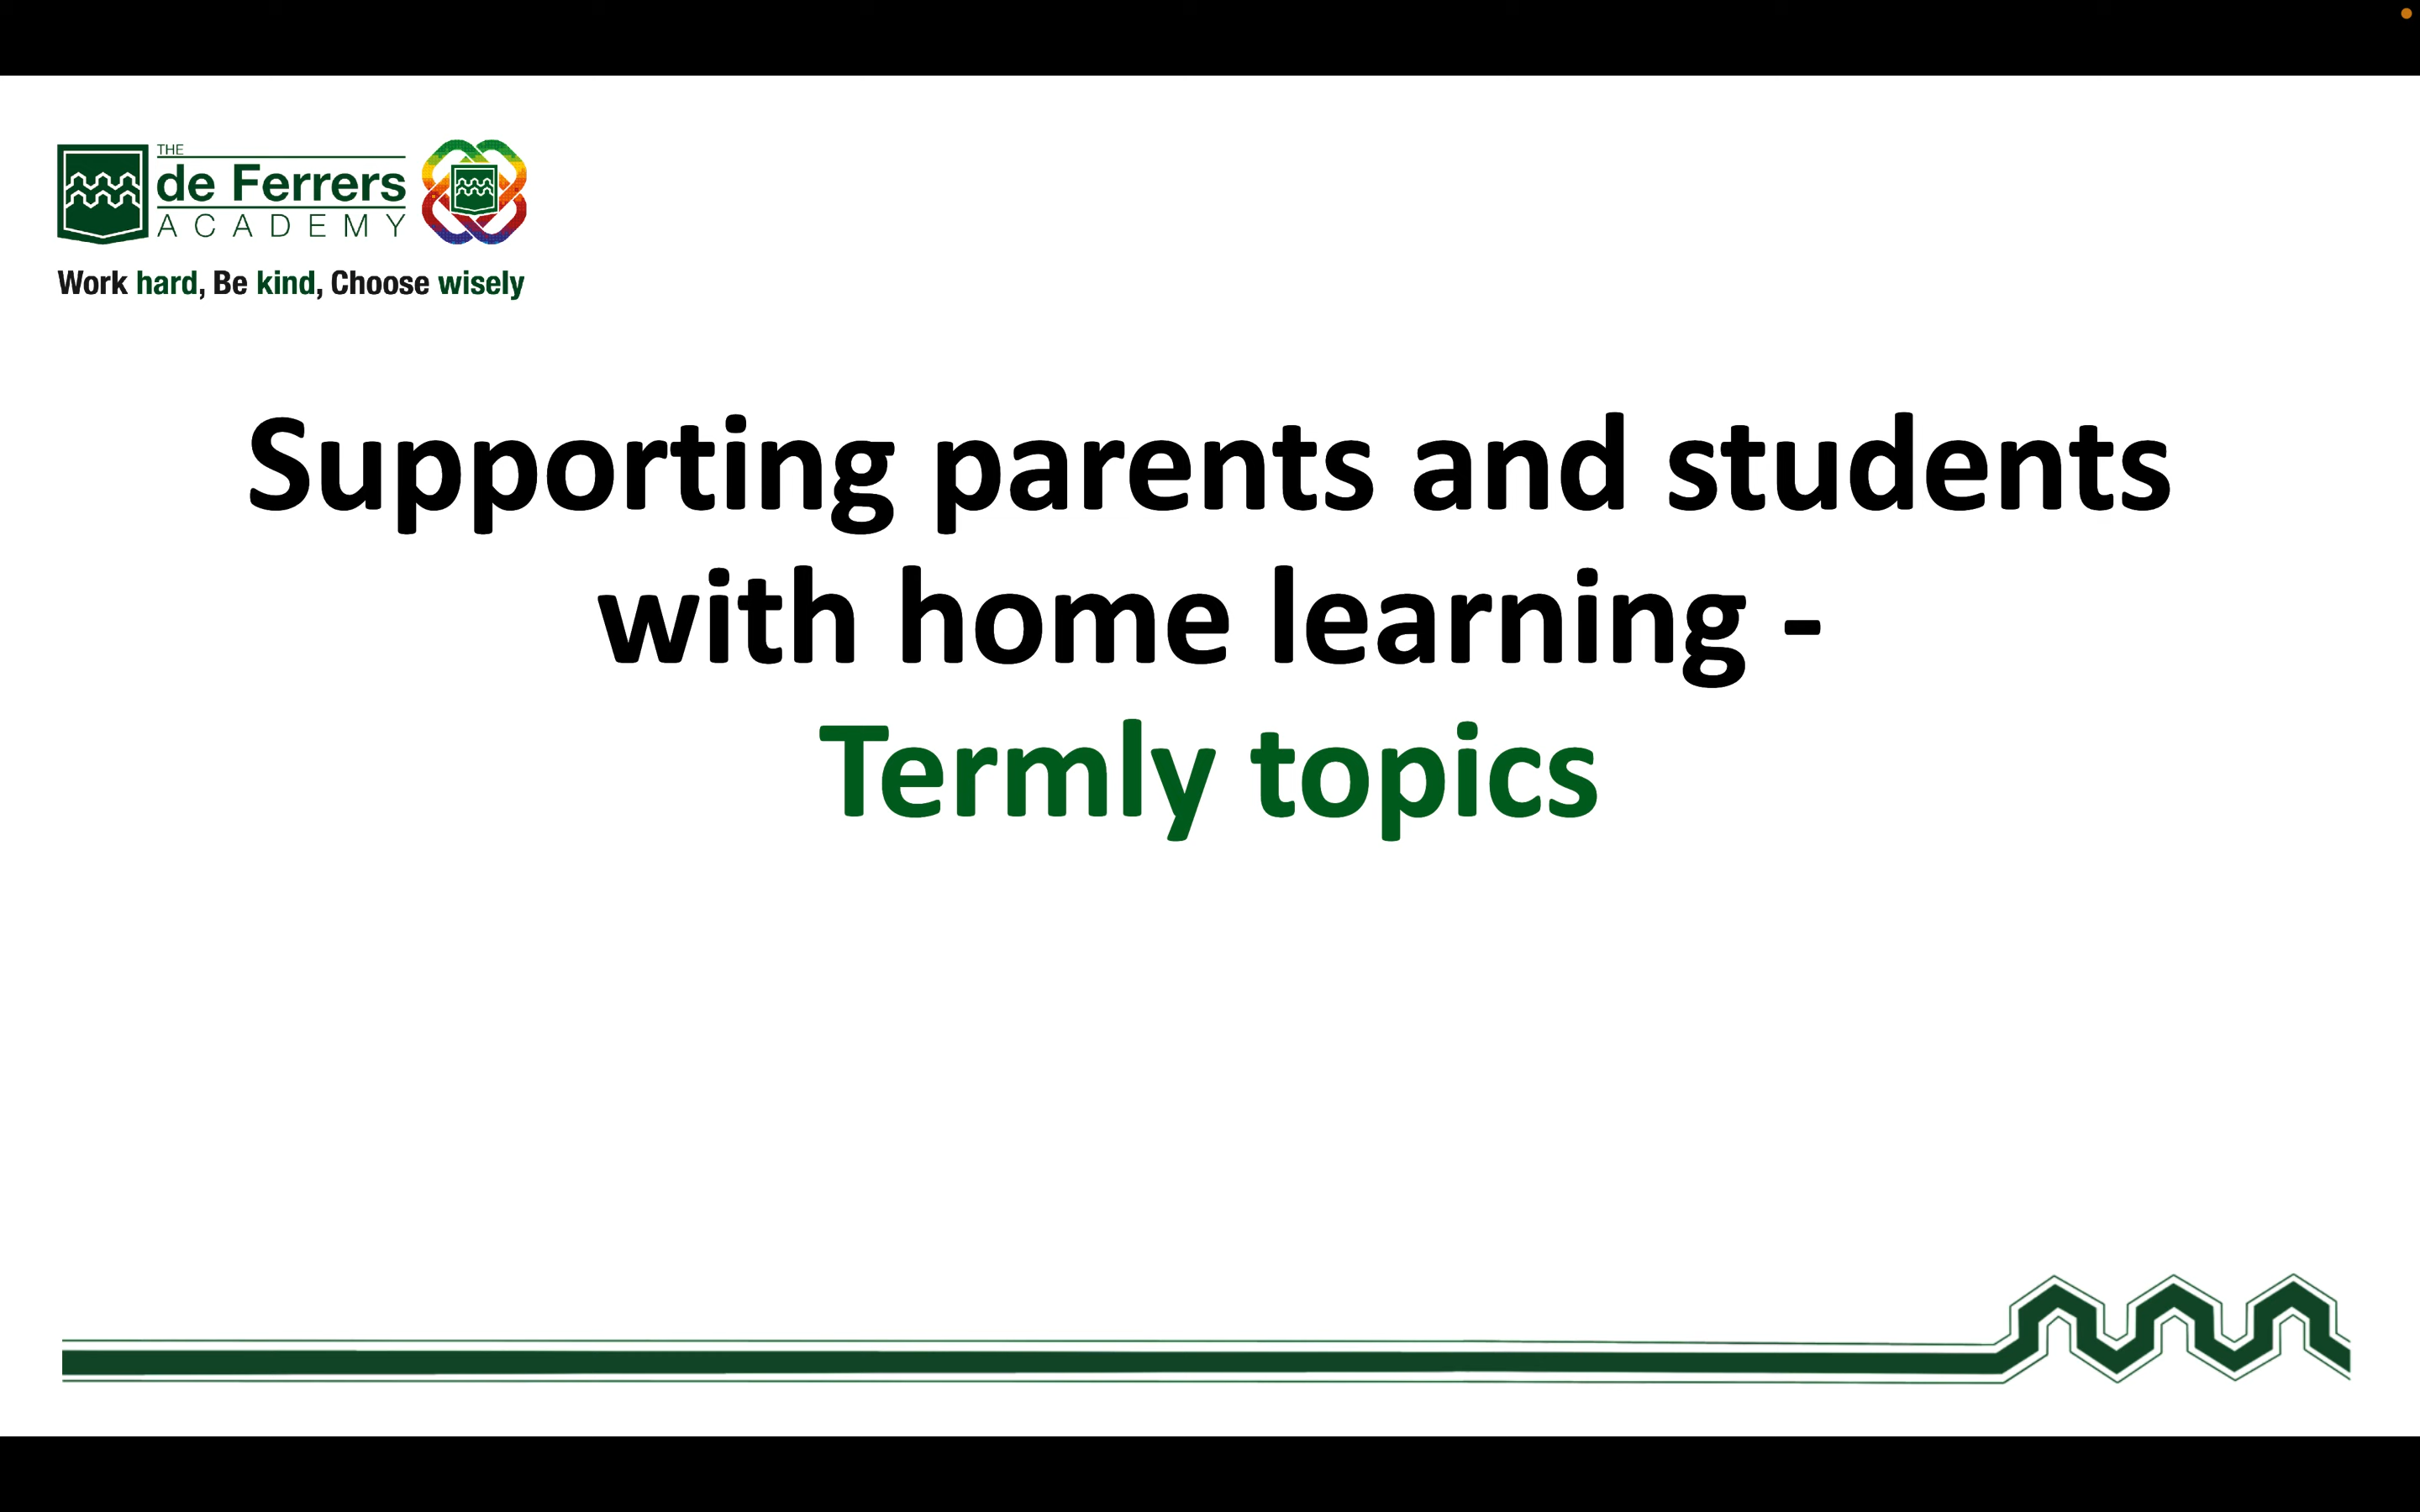 THE
de Ferrers
ACADEMY
Work hard, Be kind, Choose wisely
Supporting parents and students
with home learning -
Termly topics